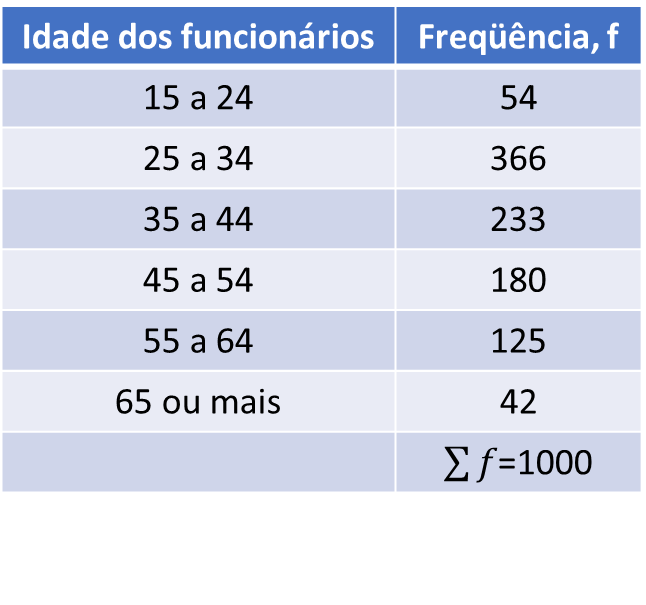 Idade dos funcionários Freqüência, f
15 a 24 54
25 a 34 366
35 a 44 233
45 a 54 180
55 a 64 125
65 ou mais 42
∑ f=1000